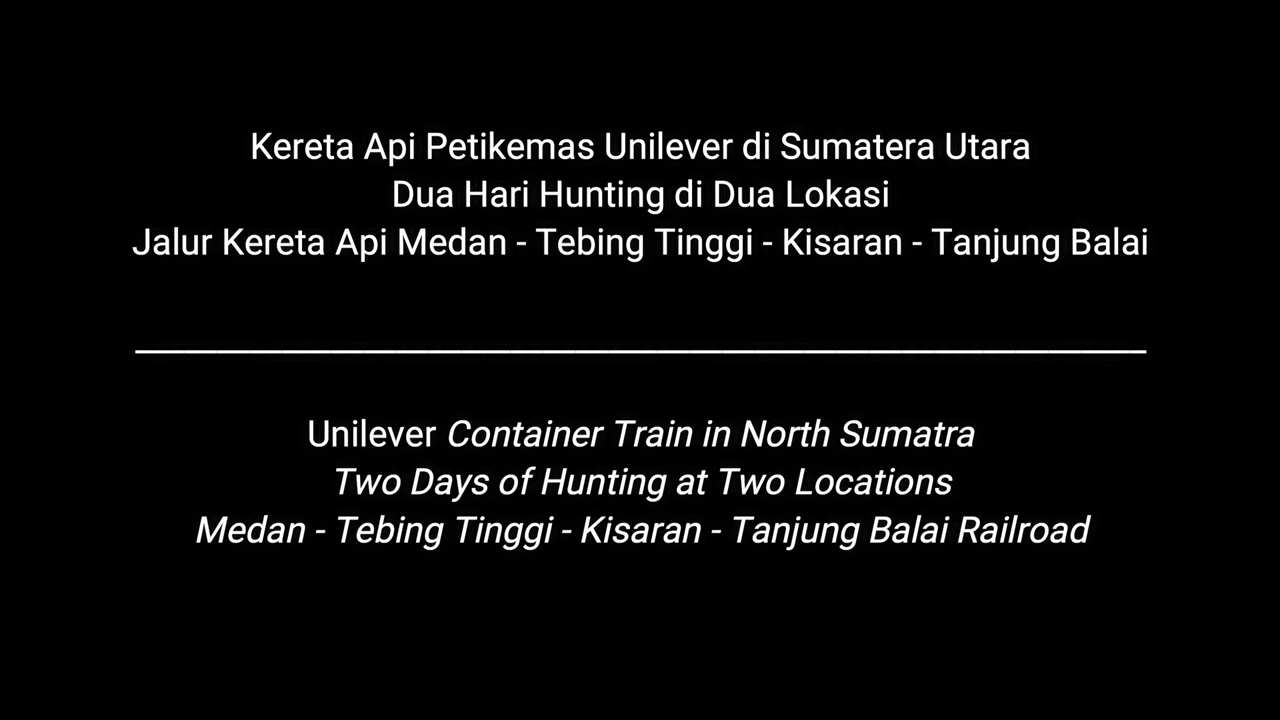 Kereta Api Petikemas Unilever di Sumatera Utara
Dua Hari Hunting di Dua Lokasi
Jalur Kereta Api Medan - Tebing Tinggi - Kisaran - Tanjung Balai
Unilever Container Train in North Sumatra
Two Days of Hunting at Two Locations
Medan - Tebing Tinggi - Kisaran - Tanjung Balai Railroad